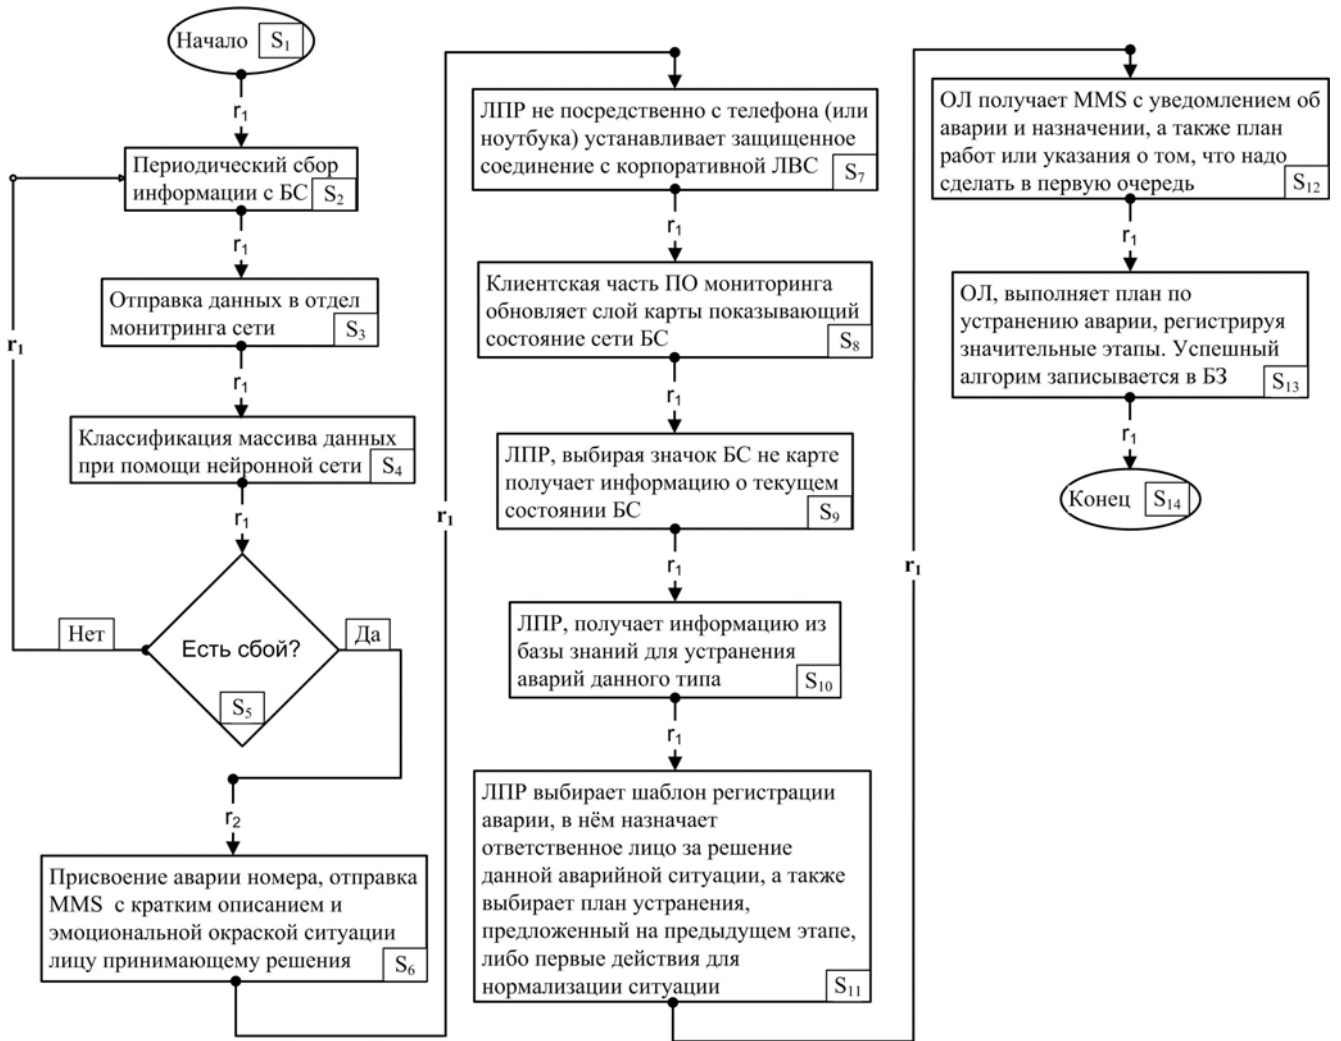 Начало S1
r1
Периодический сбор
информации с БС S2
r1
Отправка данных в отдел
монитринга сети S3
r1
Классификация массива данных
при помощи нейронной сети S4
r1
Есть сбой?
Нет
Да
S5
r1
r2
Присвоение аварии номера, отправка
MMS с кратким описанием и
эмоциональной окраской ситуации
лицу принимающему решения S6
r1
ЛПР не посредственно с телефона (или
ноутбука) устанавливает защищенное
соединение с корпоративной ЛВС S7
r1
Клиентская часть ПО мониторинга
обновляет слой карты показывающий
состояние сети БС S8
r1
ЛПР, выбирая значок БС не карте
получает информацию о текущем
состоянии БС S9
r1
ЛПР, получает информацию из
базы знаний для устранения
аварий данного типа S10
r1
ЛПР выбирает шаблон регистрации
аварии, в нём назначает
ответственное лицо за решение
данной аварийной ситуации, а также
выбирает план устранения,
предложенный на предыдущем этапе,
либо первые действия для
нормализации ситуации S11
r1
ОЛ получает MMS с уведомлением об
аварии и назначении, а также план
работ или указания о том, что надо
сделать в первую очередь S12
r1
ОЛ, выполняет план по
устранению аварии, регистрируя
значительные этапы. Успешный
алгорим записывается в БЗ S13
r1
Конец S14